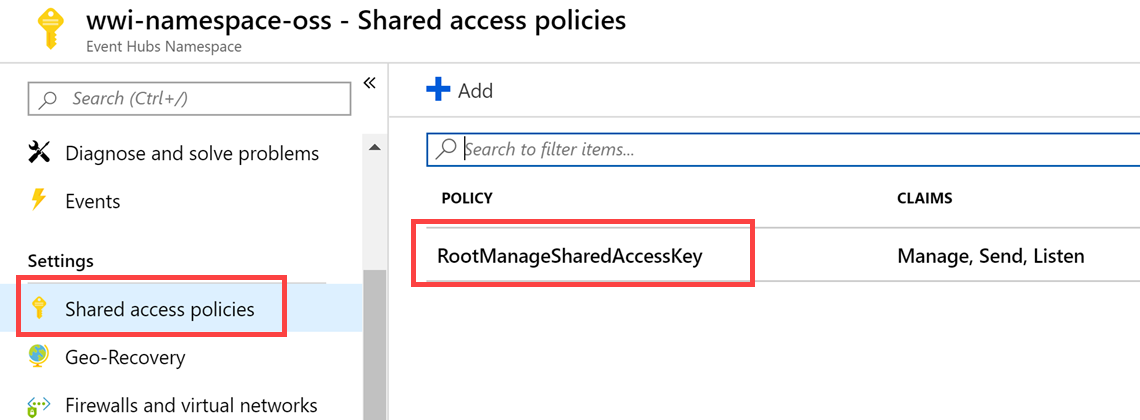 wwi-namespace-oss - Shared access policies
Event Hubs Namespace
Search (Ctrl+/)
Diagnose and solve problems
Events
Settings
Shared access policies
Geo-Recovery
Firewalls and virtual networks
Add
Search to filter items...
POLICY CLAIMS
RootManageSharedAccessKey Manage, Send, Listen